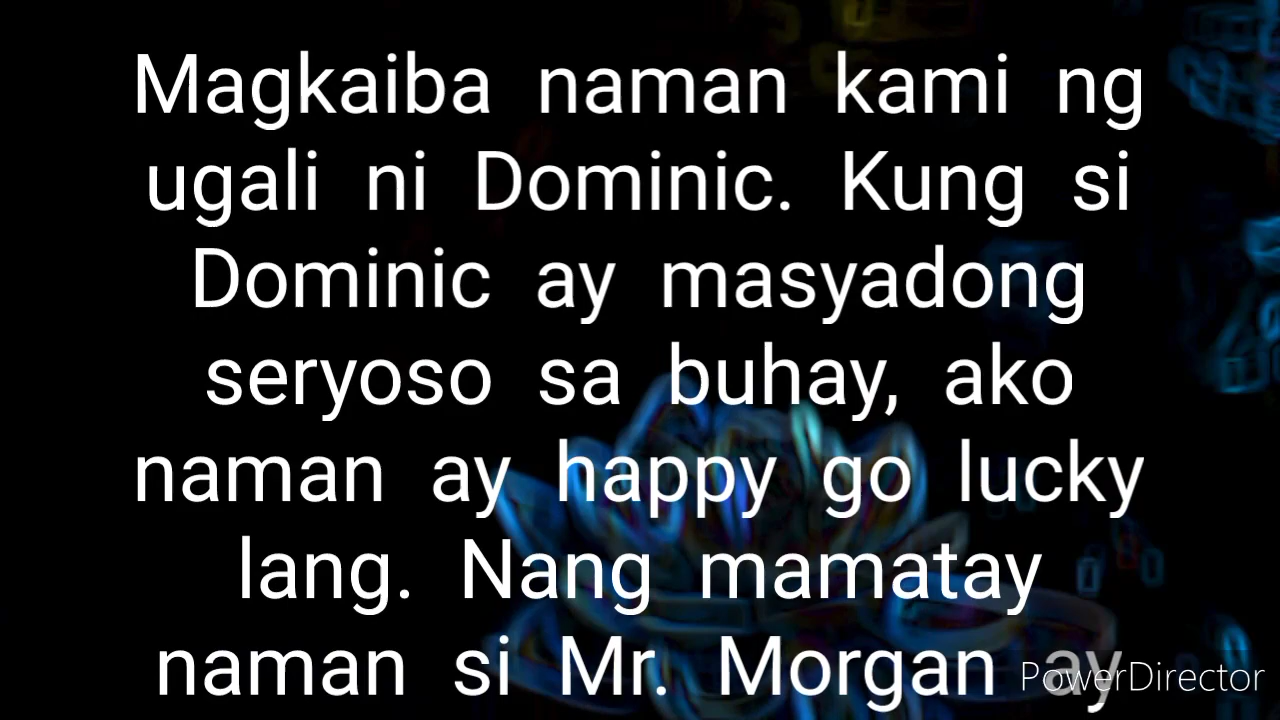 Magkaiba naman kami ng
ugali ni Dominic. Kung si
Dominic ay masyadong
seryoso sa buhay, ako
naman ay happy go lucky
lang. Nang mamatay
naman si Mr. Morgan ay
PowerDirector